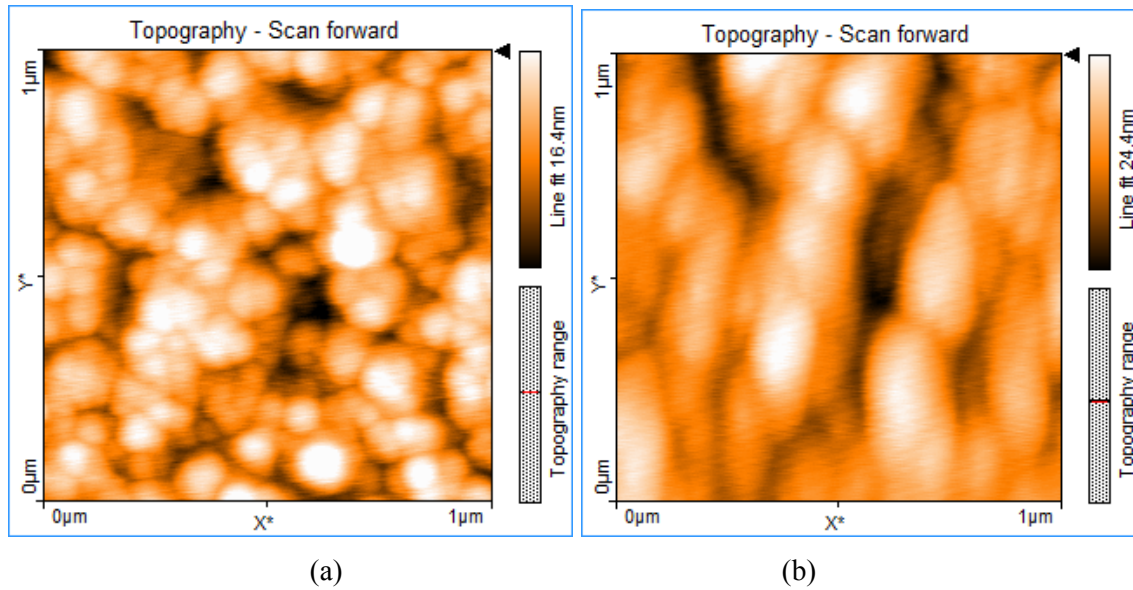 Topography - Scan forward
1µm
Y*
0µm
0µm
X*
1µm
Line fit 16.4nm
Topography range
(a)
Topography - Scan forward
1µm
Y*
0µm
0µm
X*
1µm
Line fit 24.4nm
Topography range
(b)